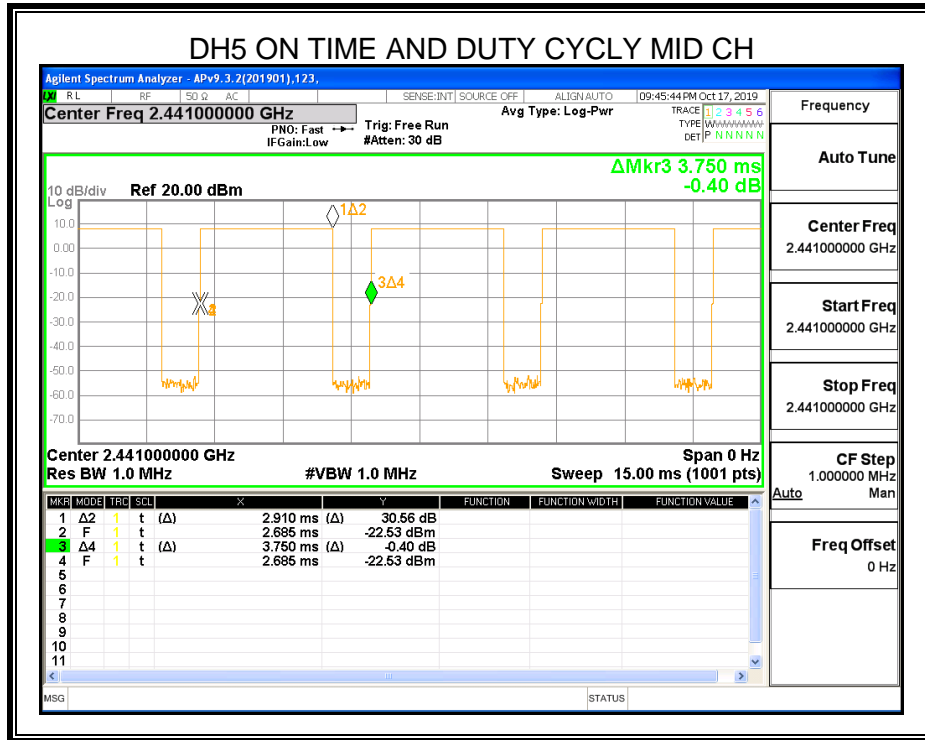 DH5 ON TIME AND DUTY CYCLY MID CH
Agilent Spectrum Analyzer - APv9.3.2(201901),123,
LXI RL RF 50 Ω AC SENSE:INT SOURCE OFF ALIGN AUTO 09:45:44 PM Oct 17, 2019
Center Freq 2.441000000 GHz
PNO: Fast
IFGain:Low
Trig: Free Run
#Atten: 30 dB
Avg Type: Log-Pwr
TRACE 1 2 3 4 5 6
TYPE WWWWWW
DET P N N N N N
ΔMkr3 3.750 ms
-0.40 dB
10 dB/div Ref 20.00 dBm
Log
10.0
0.00
-10.0
-20.0
-30.0
-40.0
-50.0
-60.0
-70.0
1Δ2
3Δ4
Center 2.441000000 GHz Span 0 Hz
Res BW 1.0 MHz #VBW 1.0 MHz Sweep 15.00 ms (1001 pts)
MKR MODE TRC SCL X Y FUNCTION FUNCTION WIDTH FUNCTION VALUE
1 Δ2 1 t (Δ) 2.910 ms (Δ) 30.56 dB
2 F 1 t 2.685 ms -22.53 dBm
3 Δ4 1 t (Δ) 3.750 ms (Δ) -0.40 dB
4 F 1 t 2.685 ms -22.53 dBm
5
6
7
8
9
10
11
MSG STATUS
Frequency
Auto Tune
Center Freq
2.441000000 GHz
Start Freq
2.441000000 GHz
Stop Freq
2.441000000 GHz
CF Step
1.000000 MHz
Auto Man
Freq Offset
0 Hz